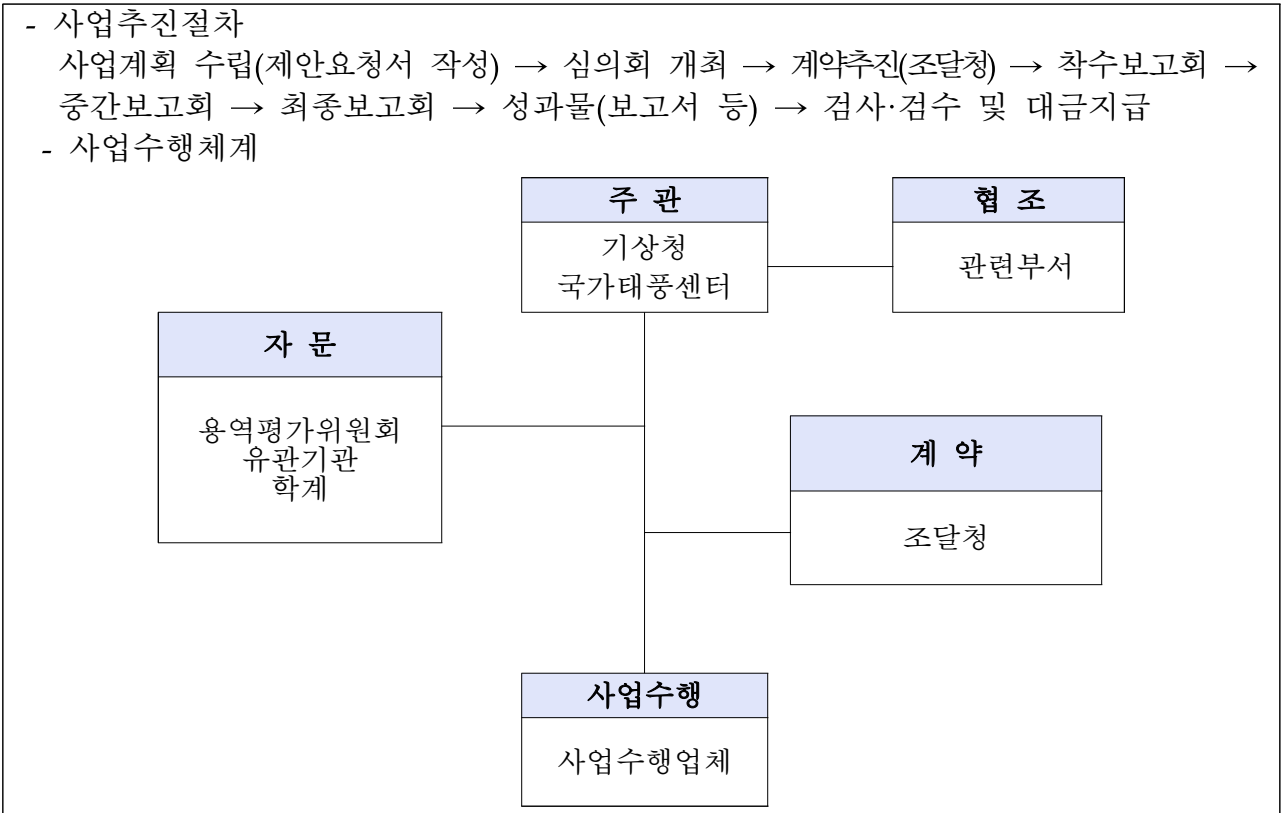 - 사업추진절차
사업계획 수립(제안요청서 작성) → 심의회 개최 → 계약추진(조달청) → 착수보고회 →
중간보고회 → 최종보고회 → 성과물(보고서 등) → 검사·검수 및 대금지급
- 사업수행체계
주 관
기상청
국가태풍센터
협 조
관련부서
자 문
용역평가위원회
유관기관
학계
계 약
조달청
사업수행
사업수행업체